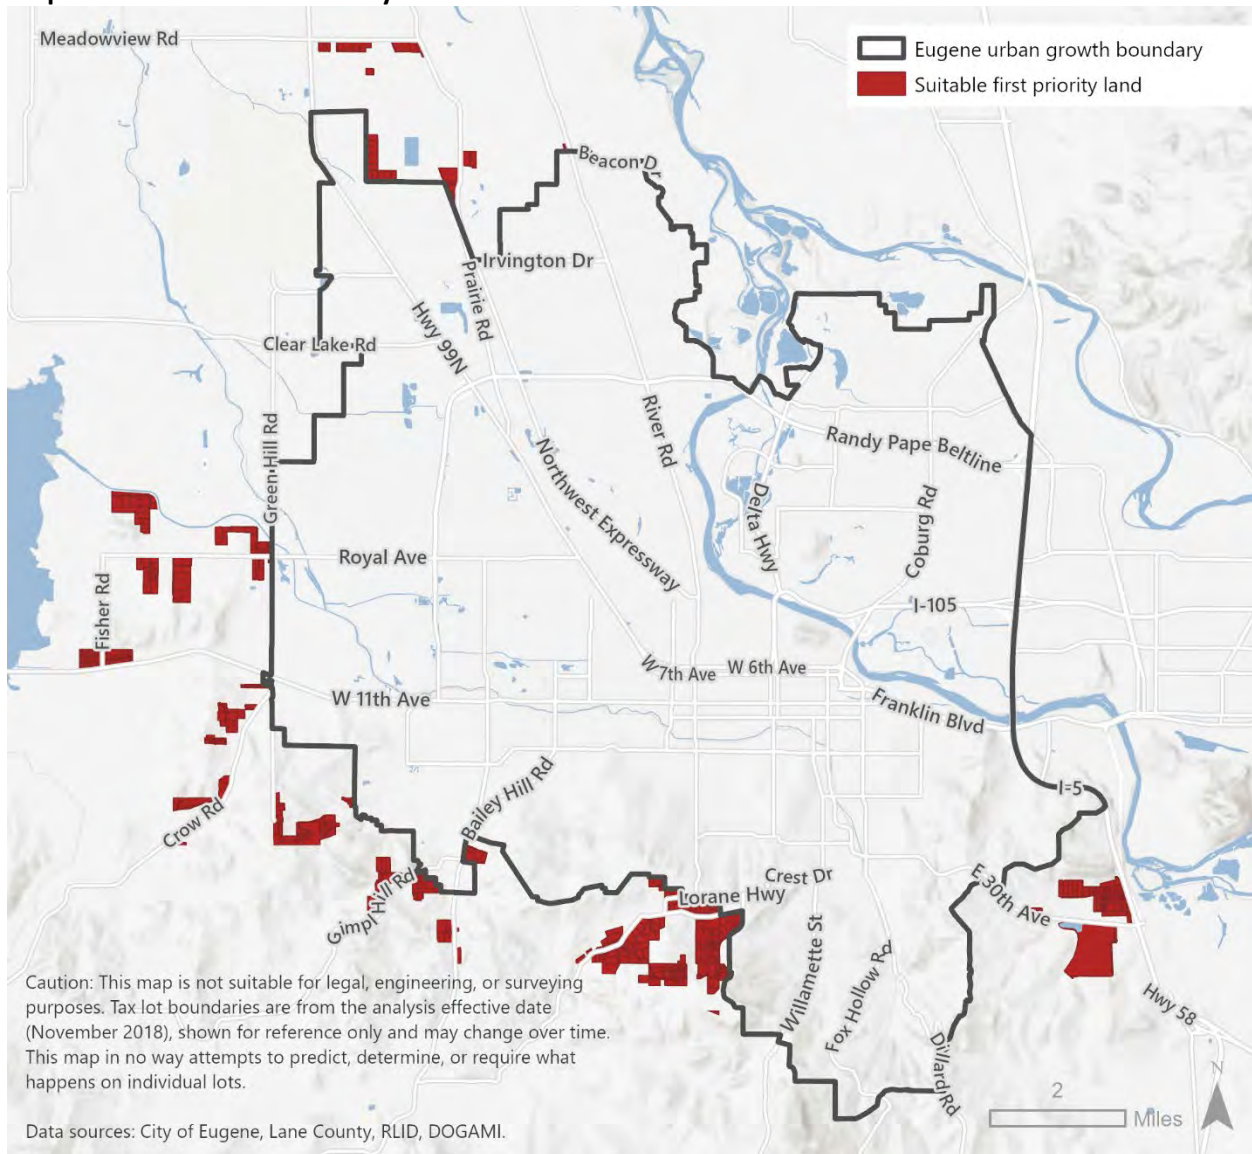 Meadowview Rd
Eugene urban growth boundary
Suitable first priority land
Beacon Dr
Irvington Dr
Prairie Rd
Hwy 99N
Clear Lake Rd
Green Hill Rd
River Rd
Randy Pape Beltline
Northwest Expressway
Delta Hwy
Coburg Rd
Royal Ave
Fisher Rd
I-105
W 7th Ave
W 6th Ave
W 11th Ave
Franklin Blvd
I-5
Bailey Hill Rd
Crow Rd
Gimpl Hill Rd
Crest Dr
Lorane Hwy
E 30th Ave
Willamette St
Fox Hollow Rd
Dillard Rd
Hwy 58
Caution: This map is not suitable for legal, engineering, or surveying
purposes. Tax lot boundaries are from the analysis effective date
(November 2018), shown for reference only and may change over time.
This map in no way attempts to predict, determine, or require what
happens on individual lots.
Data sources: City of Eugene, Lane County, RLID, DOGAMI.
2
Miles
N